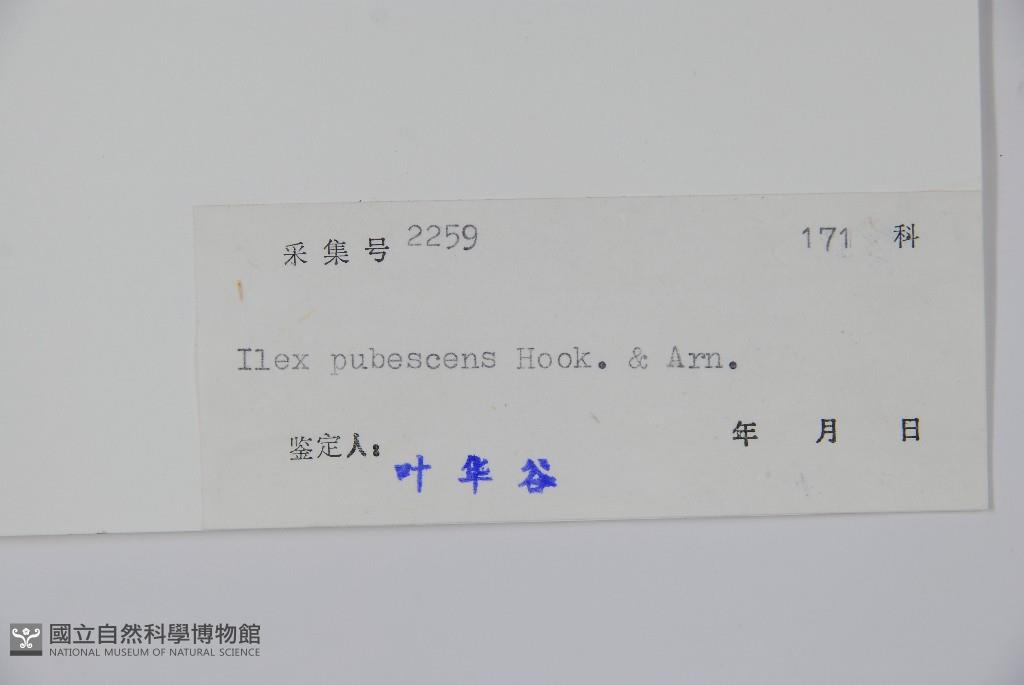 采集号 2259 171 科
Ilex pubescens Hook. & Arn.
鉴定人: 年 月 日
叶华谷
國立自然科學博物館
NATIONAL MUSEUM OF NATURAL SCIENCE